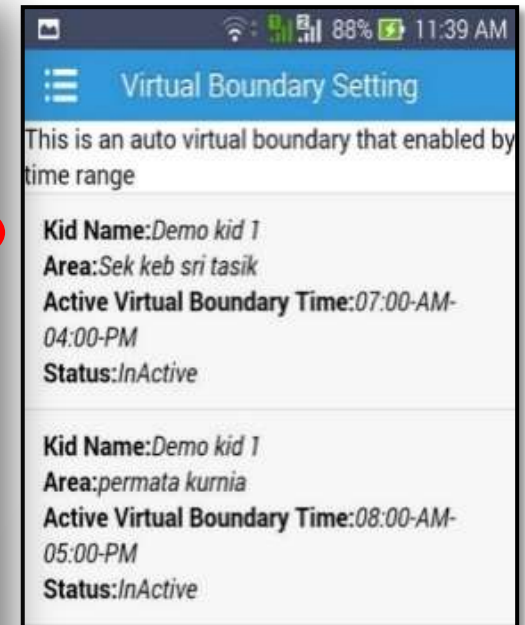 88% 11:39 AM
Virtual Boundary Setting
This is an auto virtual boundary that enabled by
time range
Kid Name:Demo kid 1
Area:Sek keb sri tasik
Active Virtual Boundary Time:07:00-AM-
04:00-PM
Status:InActive
Kid Name:Demo kid 1
Area:permata kurnia
Active Virtual Boundary Time:08:00-AM-
05:00-PM
Status:InActive